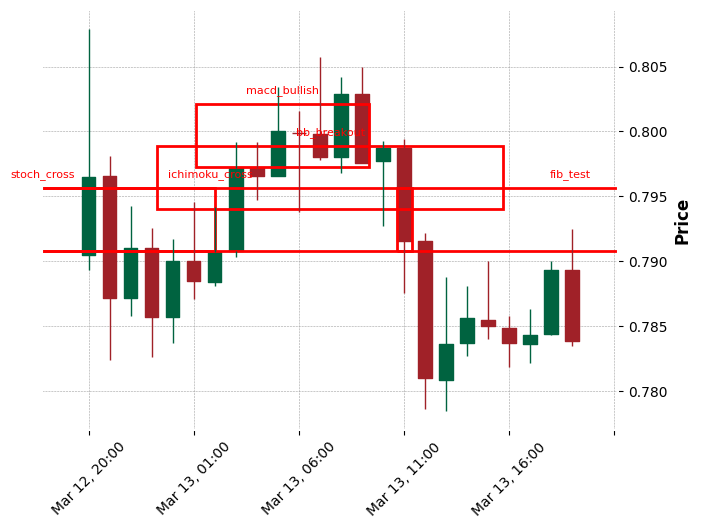 macd_bullish
bb_breakout
stoch_cross
ichimoku_cross
fib_test
0.805
0.800
0.795
0.790
0.785
0.780
Price
Mar 12, 20:00
Mar 13, 01:00
Mar 13, 06:00
Mar 13, 11:00
Mar 13, 16:00